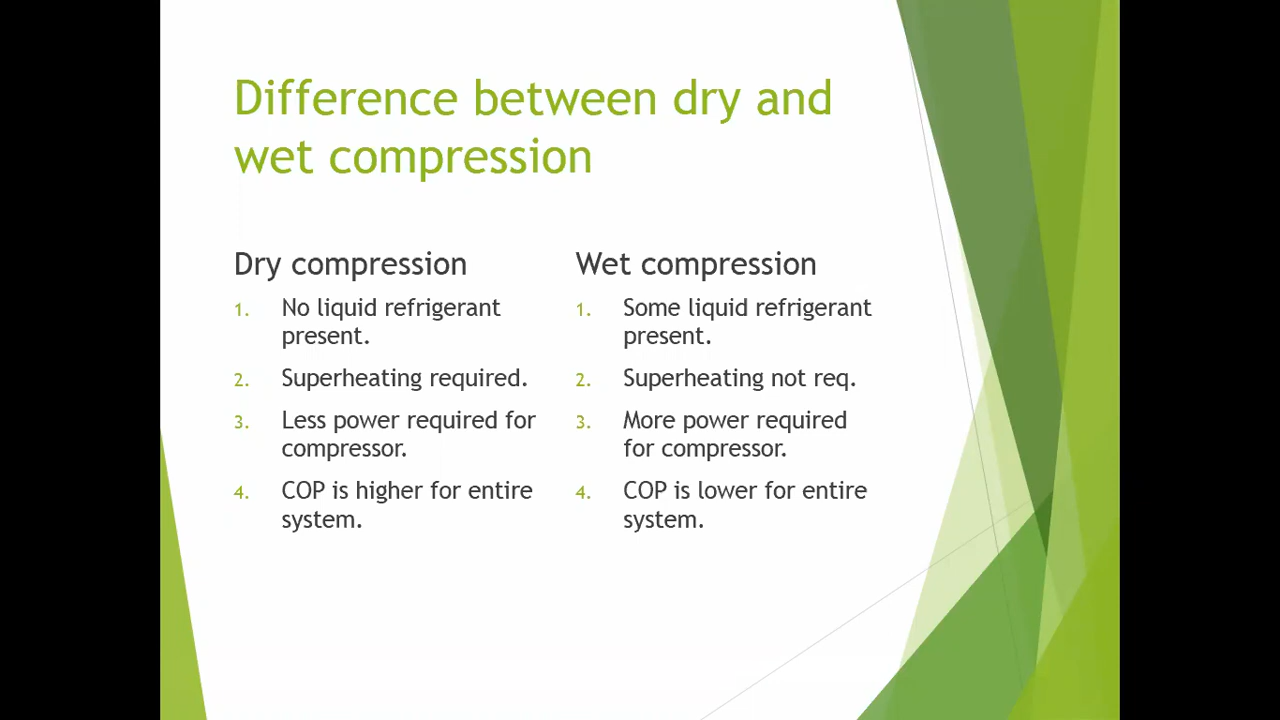 Difference between dry and
wet compression
Dry compression
1. No liquid refrigerant
present.
2. Superheating required.
3. Less power required for
compressor.
4. COP is higher for entire
system.
Wet compression
1. Some liquid refrigerant
present.
2. Superheating not req.
3. More power required
for compressor.
4. COP is lower for entire
system.